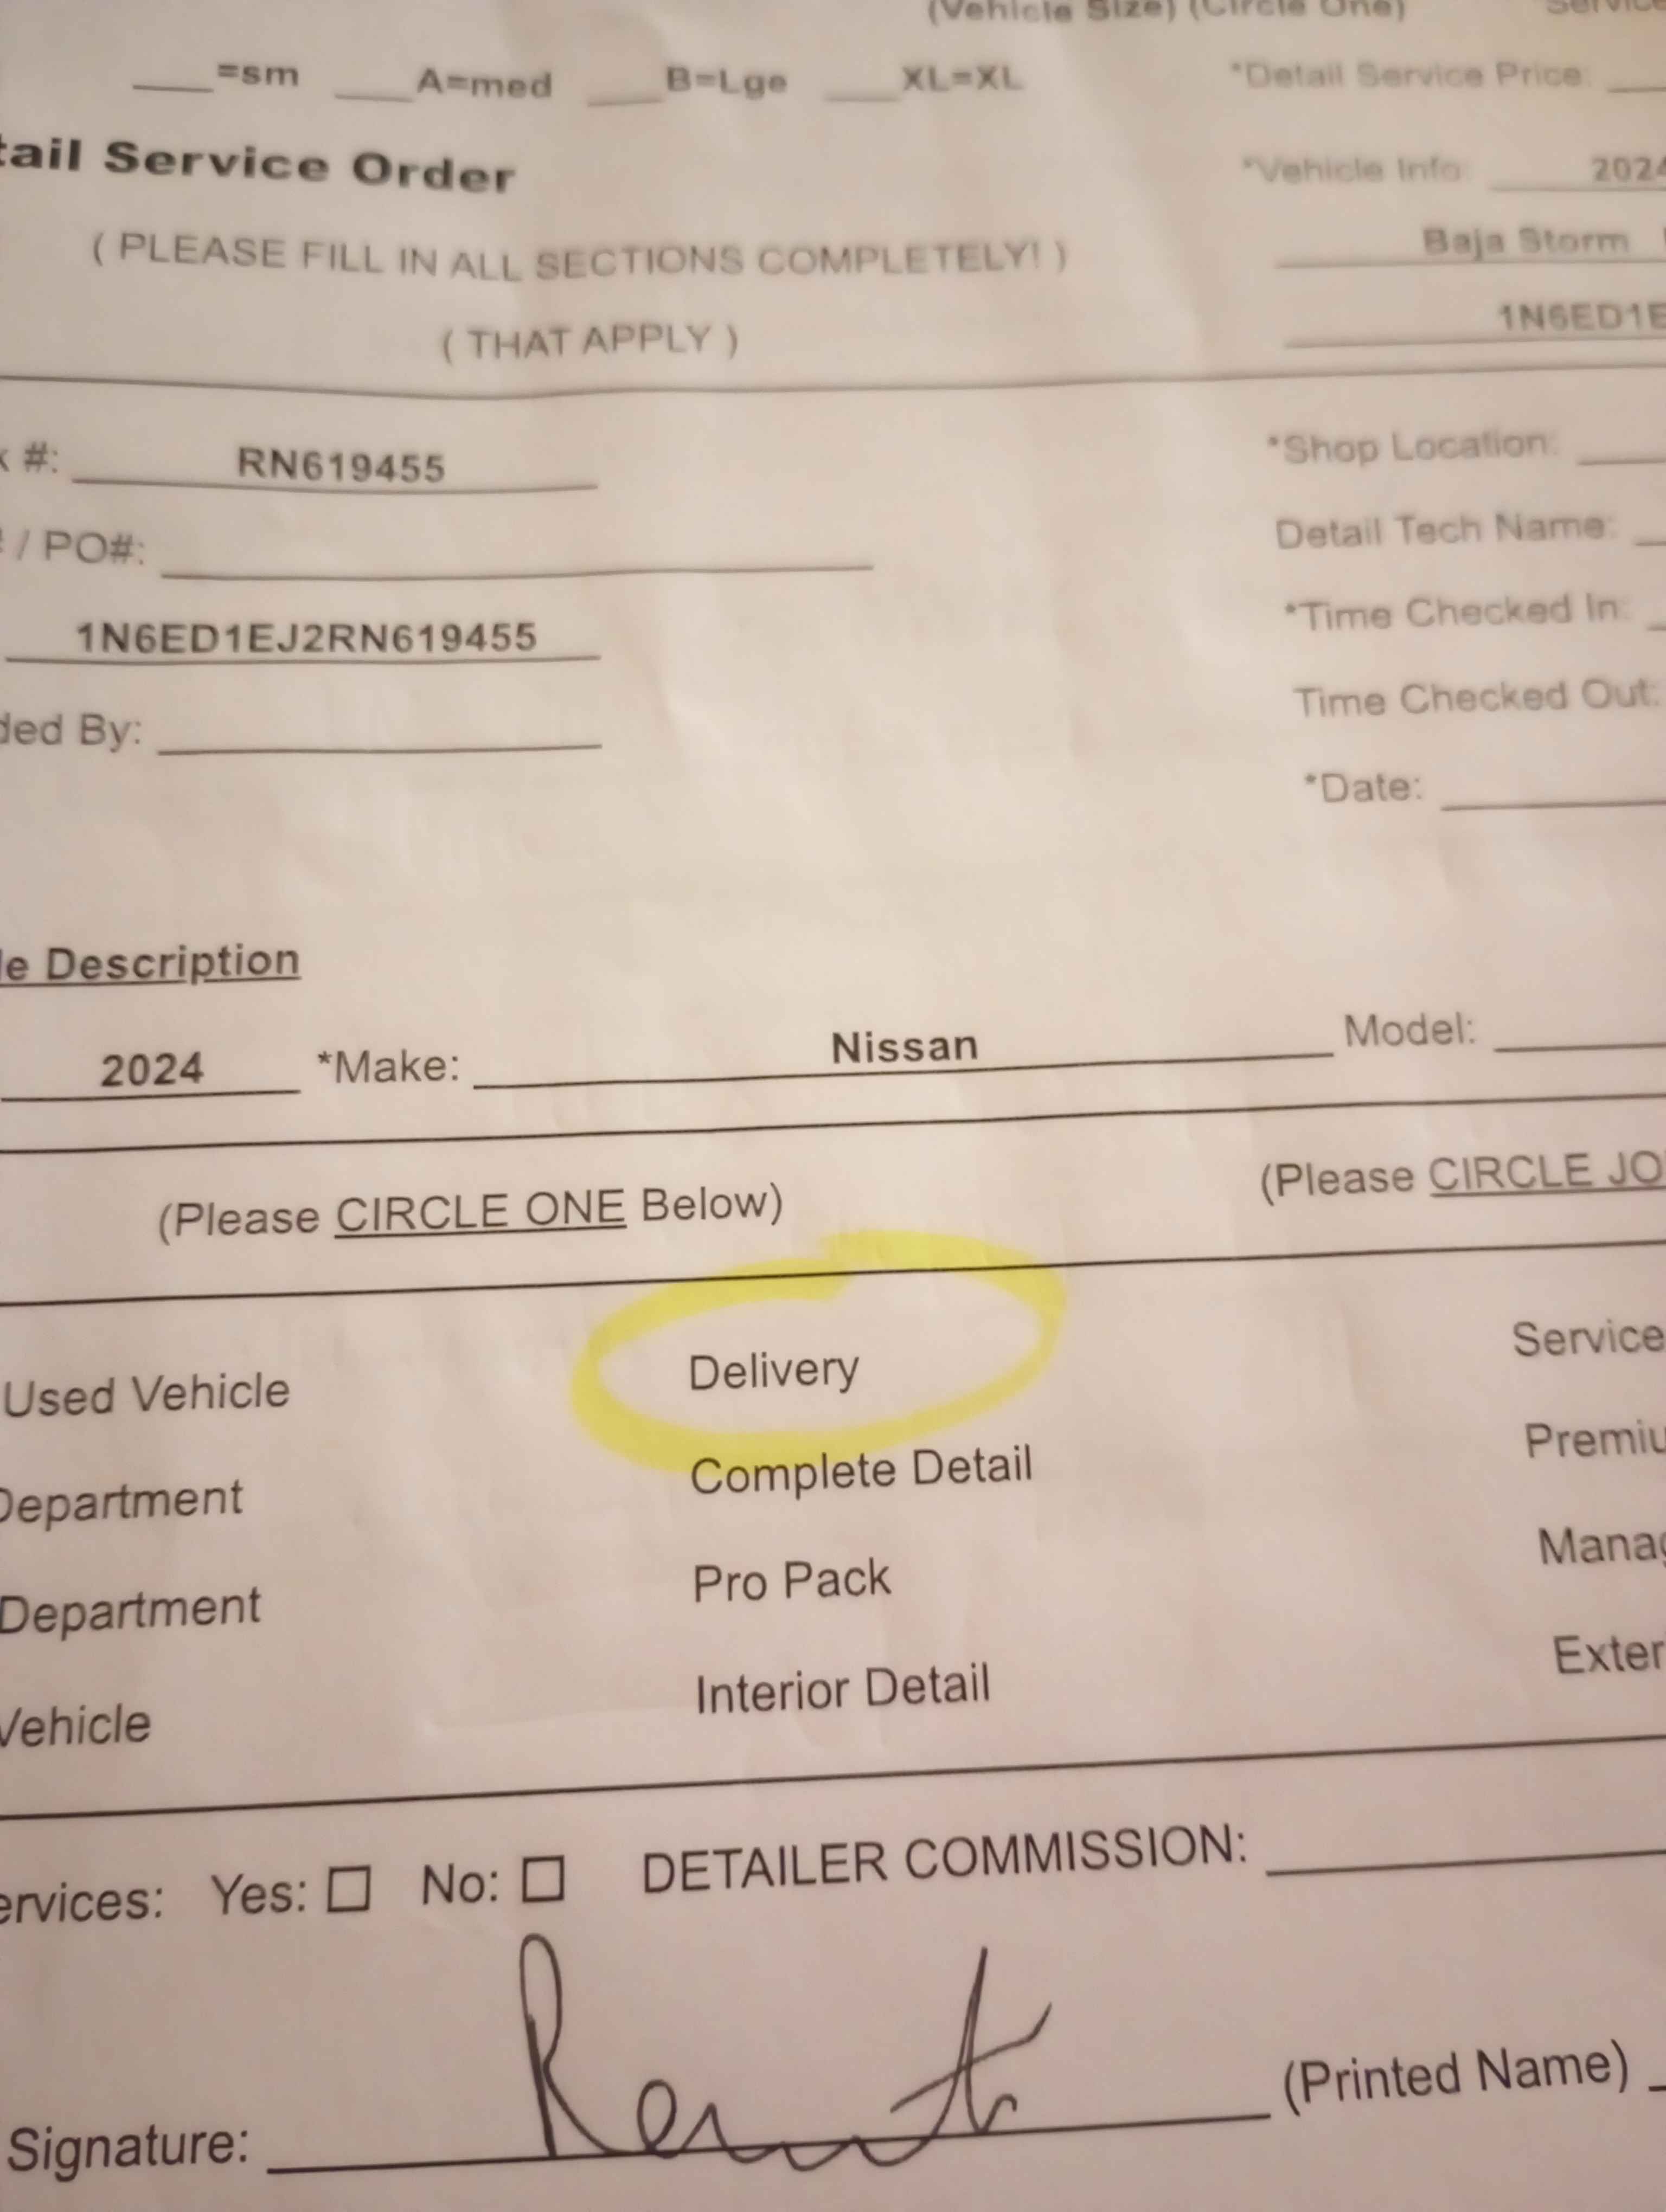 (Vehicle Size) (Circle One)
=sm A=med B=Lge XL=XL *Detail Service Price:
tail Service Order
*Vehicle Info: 2024
( PLEASE FILL IN ALL SECTIONS COMPLETELY! ) Baja Storm
( THAT APPLY ) 1N6ED1E
#: RN619455 *Shop Location:
/ PO#: Detail Tech Name:
1N6ED1EJ2RN619455 *Time Checked In:
ded By: Time Checked Out:
*Date:
le Description
2024 *Make: Nissan Model:
(Please CIRCLE ONE Below) (Please CIRCLE JO
Used Vehicle Delivery Service
Department Complete Detail Premiu
Department Pro Pack Manag
Vehicle Interior Detail Exter
ervices: Yes: No: DETAILER COMMISSION:
Signature: (Printed Name)